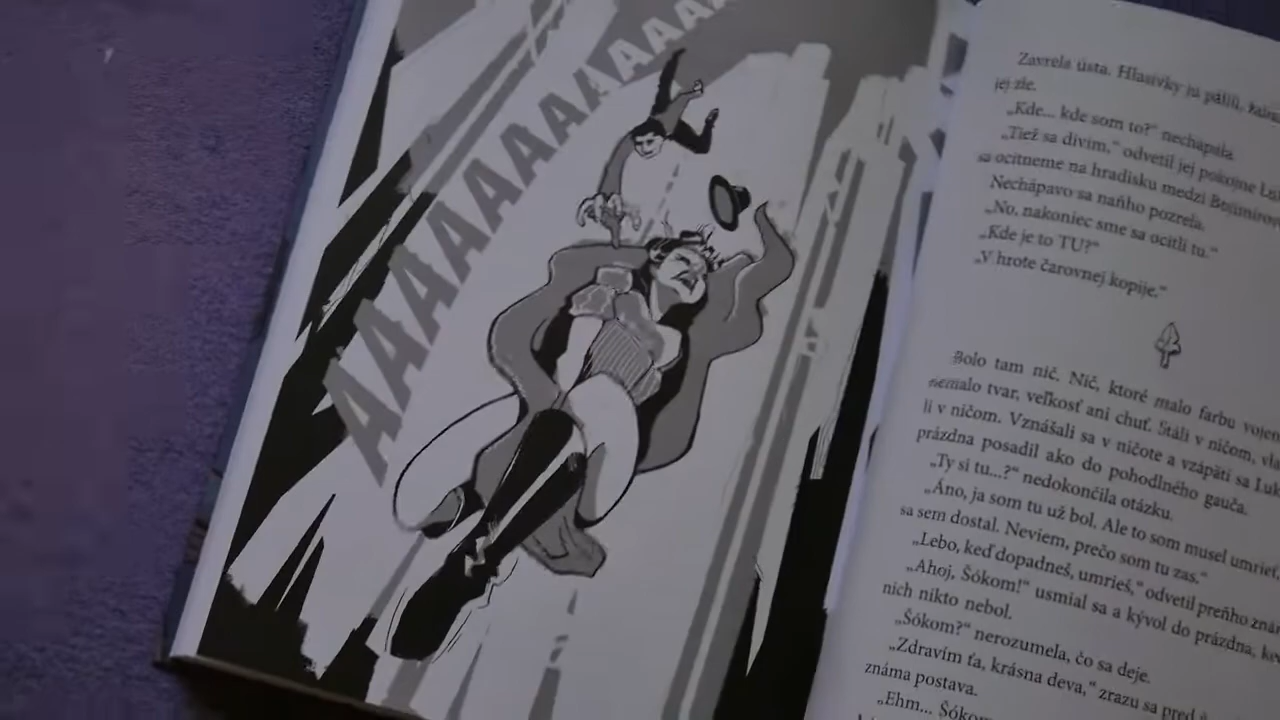 AAAAAAAAAAAAAA
Zavrela ústa. Hlasivky ju pálili,
jej zle.
„Kde... kde som to?“ nechápala.
„Tiež sa divím,“ odvetil jej pokojne
sa ocitneme na hradisku medzi
Nechápavo sa naňho pozrela.
„No, nakoniec sme sa ocitli tu.“
„Kde je to TU?“
„V hrote čarovnej kopije.“
Bolo tam nič. Nič, ktoré malo farbu
nemalo tvar, veľkosť ani chuť. Stáli v ničom,
li v ničom. Vznášali sa v ničote a vzápätí sa
prázdna posadil ako do pohodlného gauča.
„Ty si tu...?“ nedokončila otázku.
„Áno, ja som tu už bol. Ale to som musel umrieť,
sa sem dostal. Neviem, prečo som tu zas.“
„Lebo, keď dopadneš, umrieš,“ odvetil preňho
„Ahoj, Šókom!“ usmial sa a kývol do prázdna,
nich nikto nebol.
„Šókom?“ nerozumela, čo sa deje.
„Zdravím ťa, krásna deva,“ zrazu sa pred
známa postava.
„Ehm...